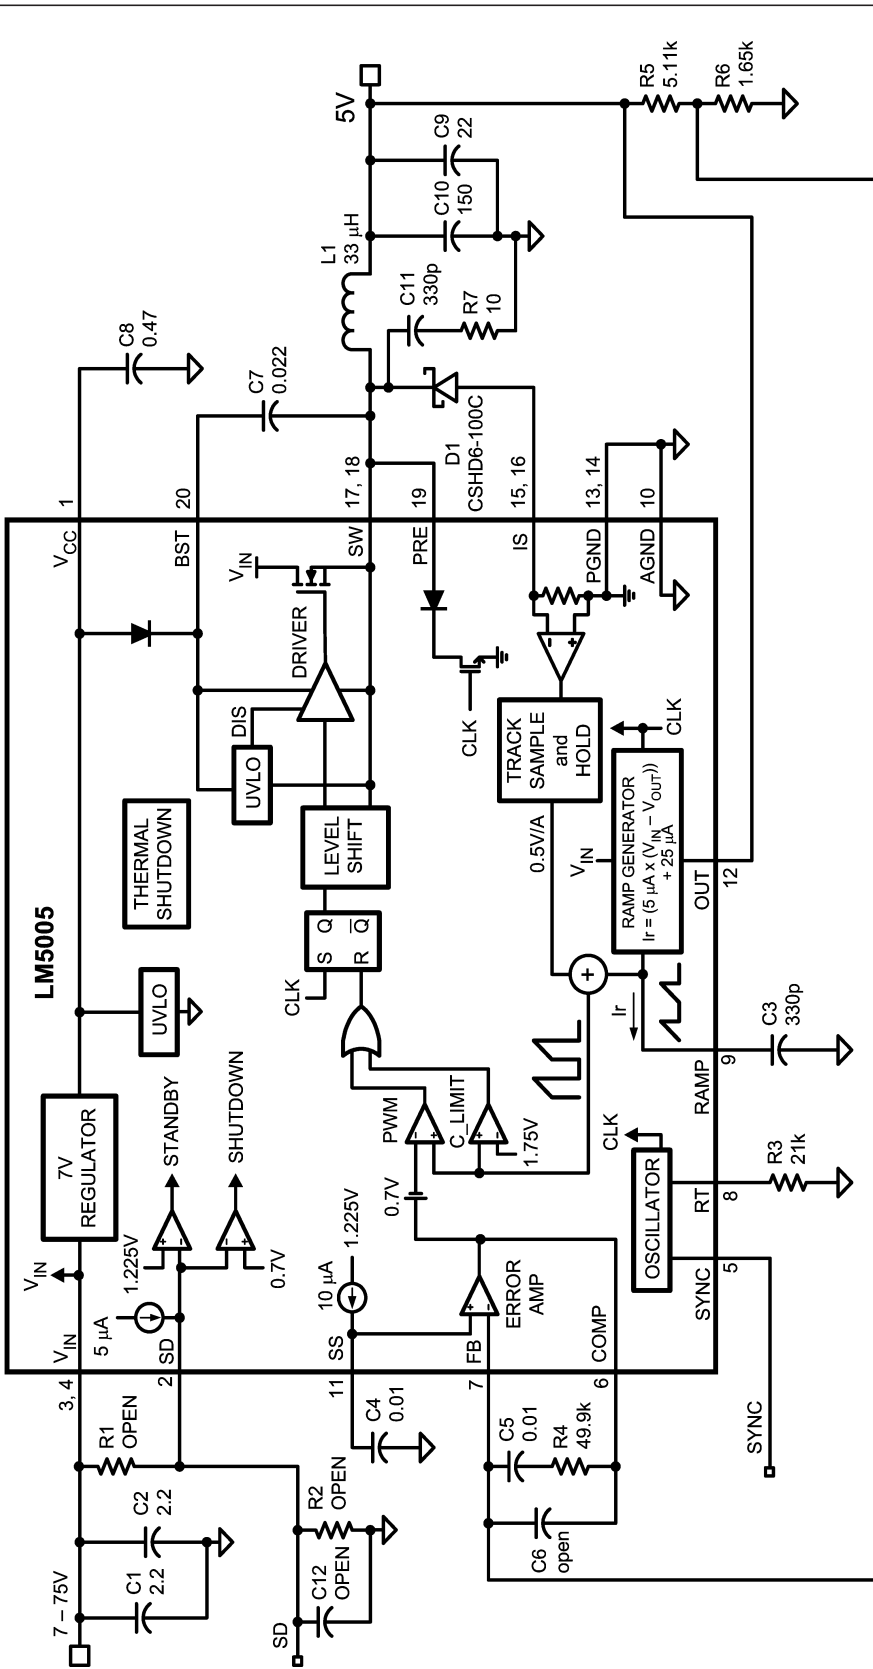 LM5005
7 – 75V
C1
2.2
C2
2.2
R1
OPEN
SD
C12
OPEN
R2
OPEN
3, 4
VIN
VIN
7V
REGULATOR
5 µA
SD
2
1.225V
STANDBY
SHUTDOWN
0.7V
UVLO
THERMAL
SHUTDOWN
VCC
1
C8
0.47
BST
20
C7
0.022
UVLO
DIS
DRIVER
VIN
SW
17, 18
L1
33 µH
5V
LEVEL
SHIFT
S
Q
R
Q
CLK
PRE
19
CLK
D1
CSHD6-100C
C11
330p
R7
10
C10
150
C9
22
R5
5.11k
R6
1.65k
IS
15, 16
PGND
13, 14
AGND
10
TRACK
SAMPLE
and
HOLD
0.5V/A
+
RAMP GENERATOR
Ir = (5 µA x (VIN – VOUT))
+ 25 µA
VIN
CLK
OUT
12
Ir
RAMP
9
C3
330p
PWM
C_LIMIT
1.75V
0.7V
1.225V
10 µA
SS
11
C4
0.01
FB
7
ERROR
AMP
COMP
6
C5
0.01
R4
49.9k
C6
open
CLK
OSCILLATOR
RT
8
R3
21k
SYNC
5
SYNC